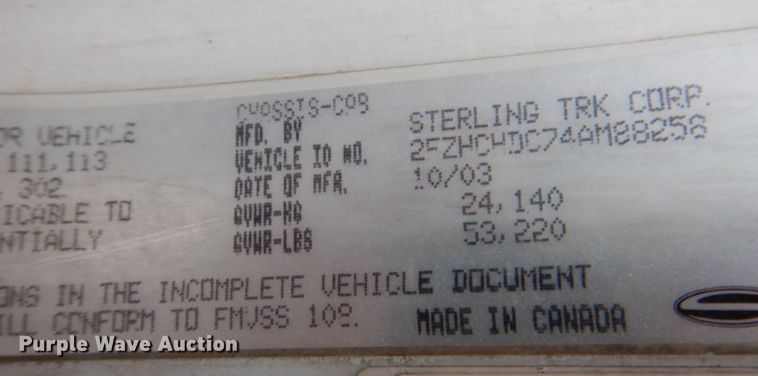 CHASSIS-CAB
OR VEHICLE MFD. BY STERLING TRK CORP.
111,113 VEHICLE ID NO. 2FZHCHDC74AM88256
302 DATE OF MFR. 10/03
ICABLE TO GVWR-KG 24,140
NTIALLY GVWR-LBS 53,220
ONS IN THE INCOMPLETE VEHICLE DOCUMENT
ILL CONFORM TO FMVSS 108. MADE IN CANADA
Purple Wave Auction